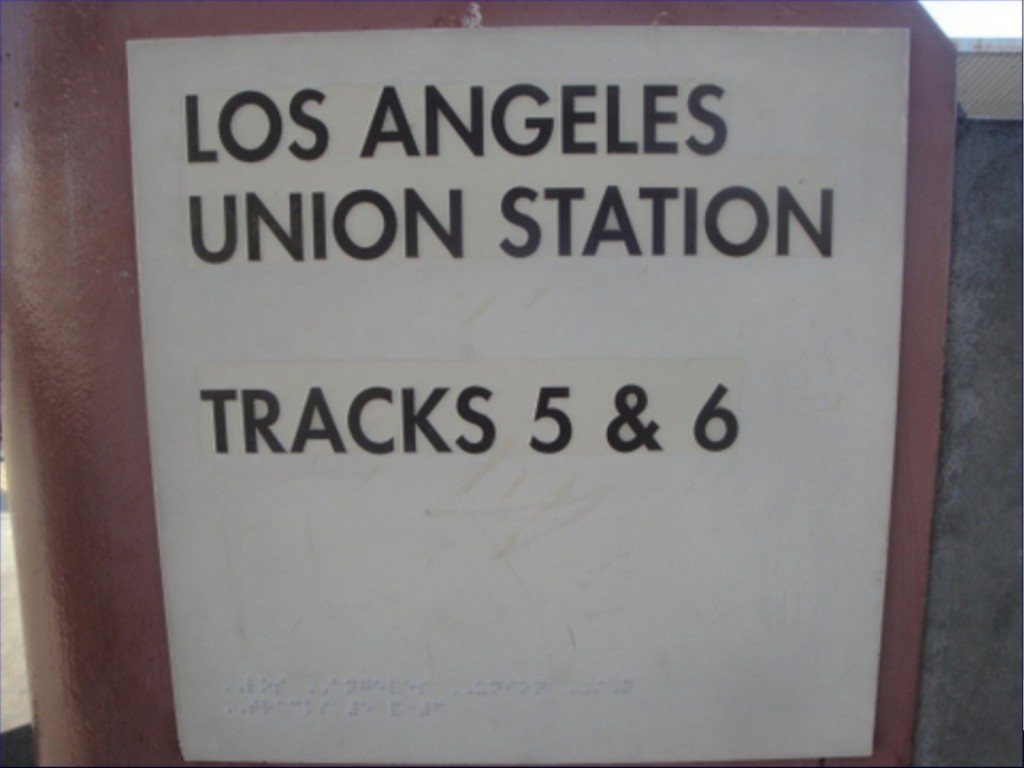 LOS ANGELES
UNION STATION
TRACKS 5 & 6